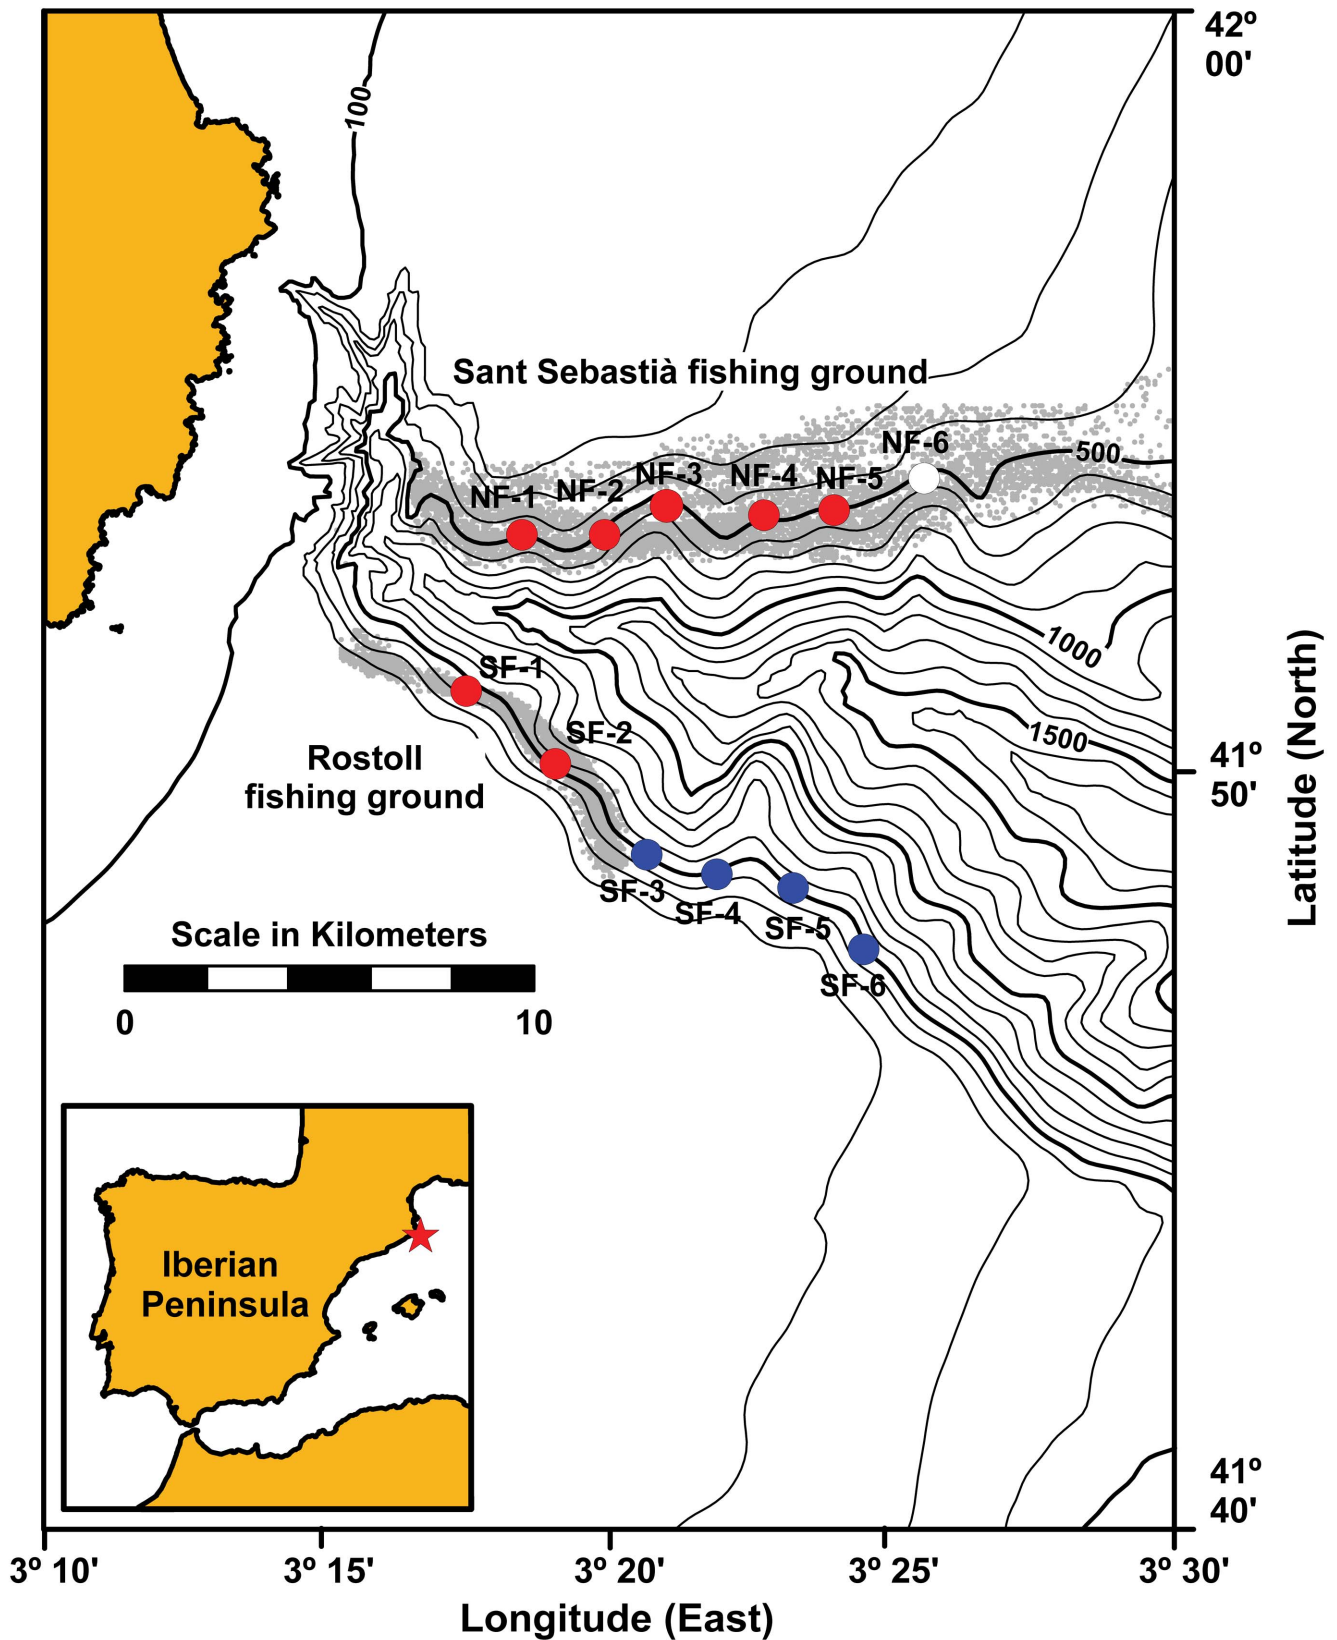 42º
00'
100
Sant Sebastià fishing ground
NF-6
500
NF-3
NF-4
NF-5
NF-1
NF-2
1000
SF-1
1500
SF-2
Rostoll
fishing ground
41º
50'
Latitude (North)
SF-3
SF-4
SF-5
SF-6
Scale in Kilometers
0
10
Iberian
Peninsula
41º
40'
3º 10'
3º 15'
3º 20'
3º 25'
3º 30'
Longitude (East)